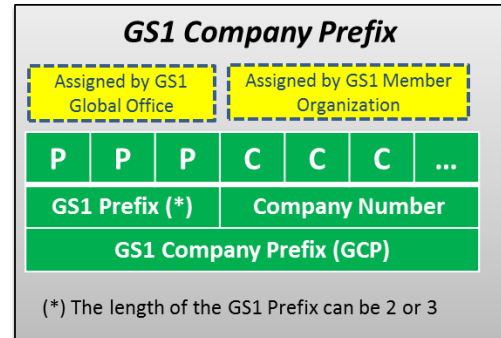 GS1 Company Prefix
Assigned by GS1
Global Office
Assigned by GS1 Member
Organization
P P P C C C ...
GS1 Prefix (*) Company Number
GS1 Company Prefix (GCP)
(*) The length of the GS1 Prefix can be 2 or 3